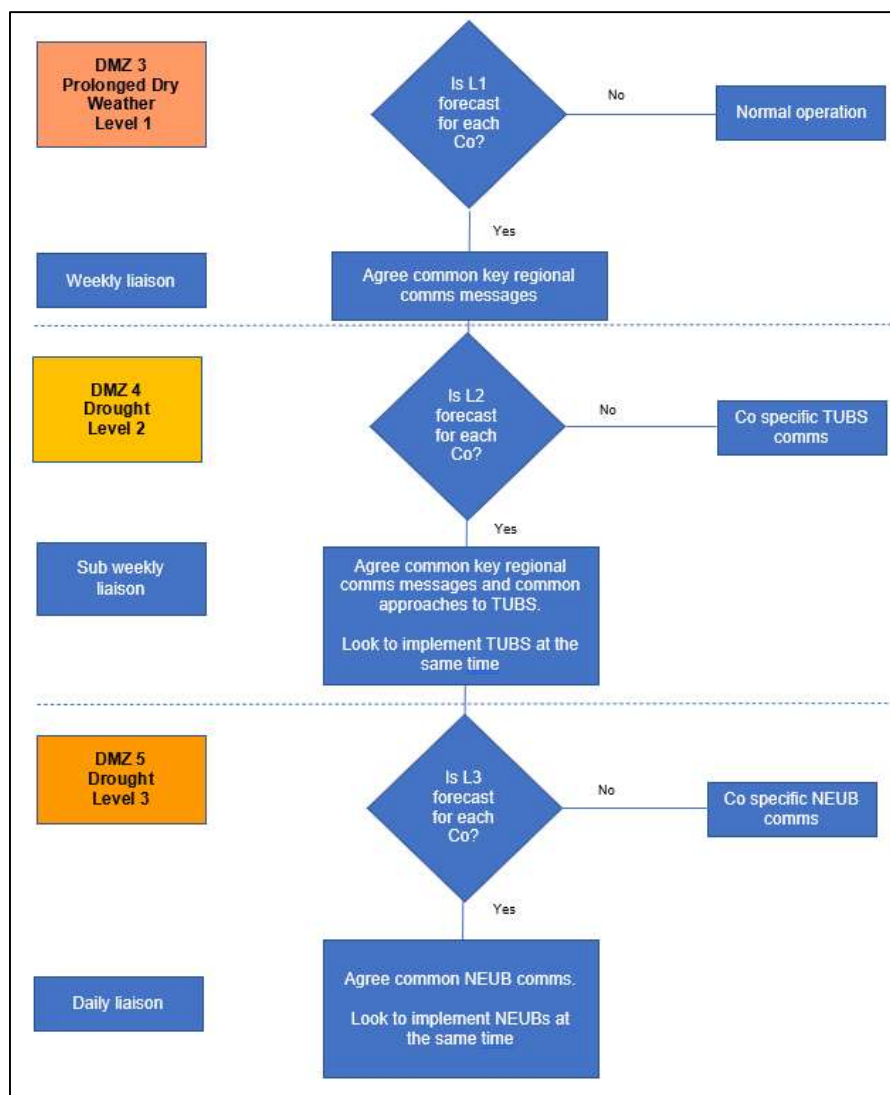 DMZ 3
Prolonged Dry
Weather
Level 1
Is L1
forecast
for each
Co?
No
Normal operation
Yes
Weekly liaison
Agree common key regional
comms messages
DMZ 4
Drought
Level 2
Is L2
forecast
for each
Co?
No
Co specific TUBS
comms
Yes
Sub weekly
liaison
Agree common key regional
comms messages and common
approaches to TUBS.
Look to implement TUBS at the
same time
DMZ 5
Drought
Level 3
Is L3
forecast
for each
Co?
No
Co specific NEUB
comms
Yes
Daily liaison
Agree common NEUB comms.
Look to implement NEUBs at
the same time